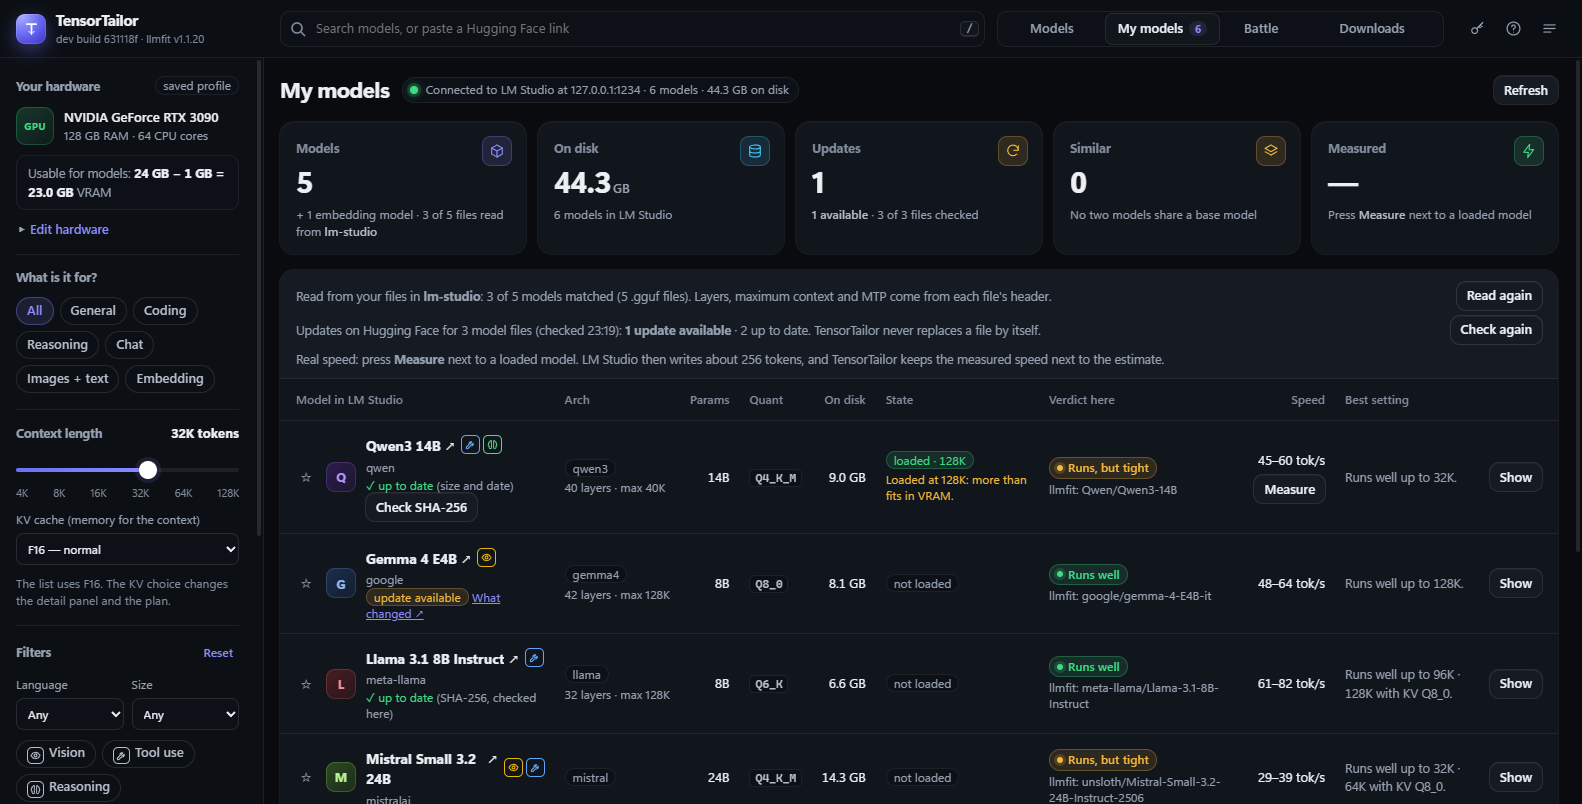 TensorTailor
dev build 631118f · llmfit v1.1.20
Search models, or paste a Hugging Face link
/
Models
My models 6
Battle
Downloads
Your hardware
saved profile
GPU
NVIDIA GeForce RTX 3090
128 GB RAM · 64 CPU cores
Usable for models: 24 GB − 1 GB =
23.0 GB VRAM
▸ Edit hardware
What is it for?
All
General
Coding
Reasoning
Chat
Images + text
Embedding
Context length
32K tokens
4K 8K 16K 32K 64K 128K
KV cache (memory for the context)
F16 — normal
The list uses F16. The KV choice changes
the detail panel and the plan.
Filters
Reset
Language
Size
Any
Any
Vision
Tool use
Reasoning
My models
Connected to LM Studio at 127.0.0.1:1234 · 6 models · 44.3 GB on disk
Refresh
Models
5
+ 1 embedding model · 3 of 5 files read
from lm-studio
On disk
44.3 GB
6 models in LM Studio
Updates
1
1 available · 3 of 3 files checked
Similar
0
No two models share a base model
Measured
—
Press Measure next to a loaded model
Read from your files in lm-studio: 3 of 5 models matched (5 .gguf files). Layers, maximum context and MTP come from each file's header.
Read again
Updates on Hugging Face for 3 model files (checked 23:19): 1 update available · 2 up to date. TensorTailor never replaces a file by itself.
Check again
Real speed: press Measure next to a loaded model. LM Studio then writes about 256 tokens, and TensorTailor keeps the measured speed next to the estimate.
Model in LM Studio Arch Params Quant On disk State Verdict here Speed Best setting
☆
Q
Qwen3 14B ↗
qwen
✓ up to date (size and date)
Check SHA-256
qwen3
40 layers · max 40K
14B
Q4_K_M
9.0 GB
loaded · 128K
Loaded at 128K: more than
fits in VRAM.
Runs, but tight
llmfit: Qwen/Qwen3-14B
45–60 tok/s
Measure
Runs well up to 32K.
Show
☆
G
Gemma 4 E4B ↗
google
update available What
changed ↗
gemma4
42 layers · max 128K
8B
Q8_0
8.1 GB
not loaded
Runs well
llmfit: google/gemma-4-E4B-it
48–64 tok/s
Runs well up to 128K.
Show
☆
L
Llama 3.1 8B Instruct ↗
meta-llama
✓ up to date (SHA-256, checked
here)
llama
32 layers · max 128K
8B
Q6_K
6.6 GB
not loaded
Runs well
llmfit: meta-llama/Llama-3.1-8B-
Instruct
61–82 tok/s
Runs well up to 96K ·
128K with KV Q8_0.
Show
☆
M
Mistral Small 3.2 ↗
24B
mistralai
mistral
24B
Q4_K_M
14.3 GB
not loaded
Runs, but tight
llmfit: unsloth/Mistral-Small-3.2-
24B-Instruct-2506
29–39 tok/s
Runs well up to 32K ·
64K with KV Q8_0.
Show